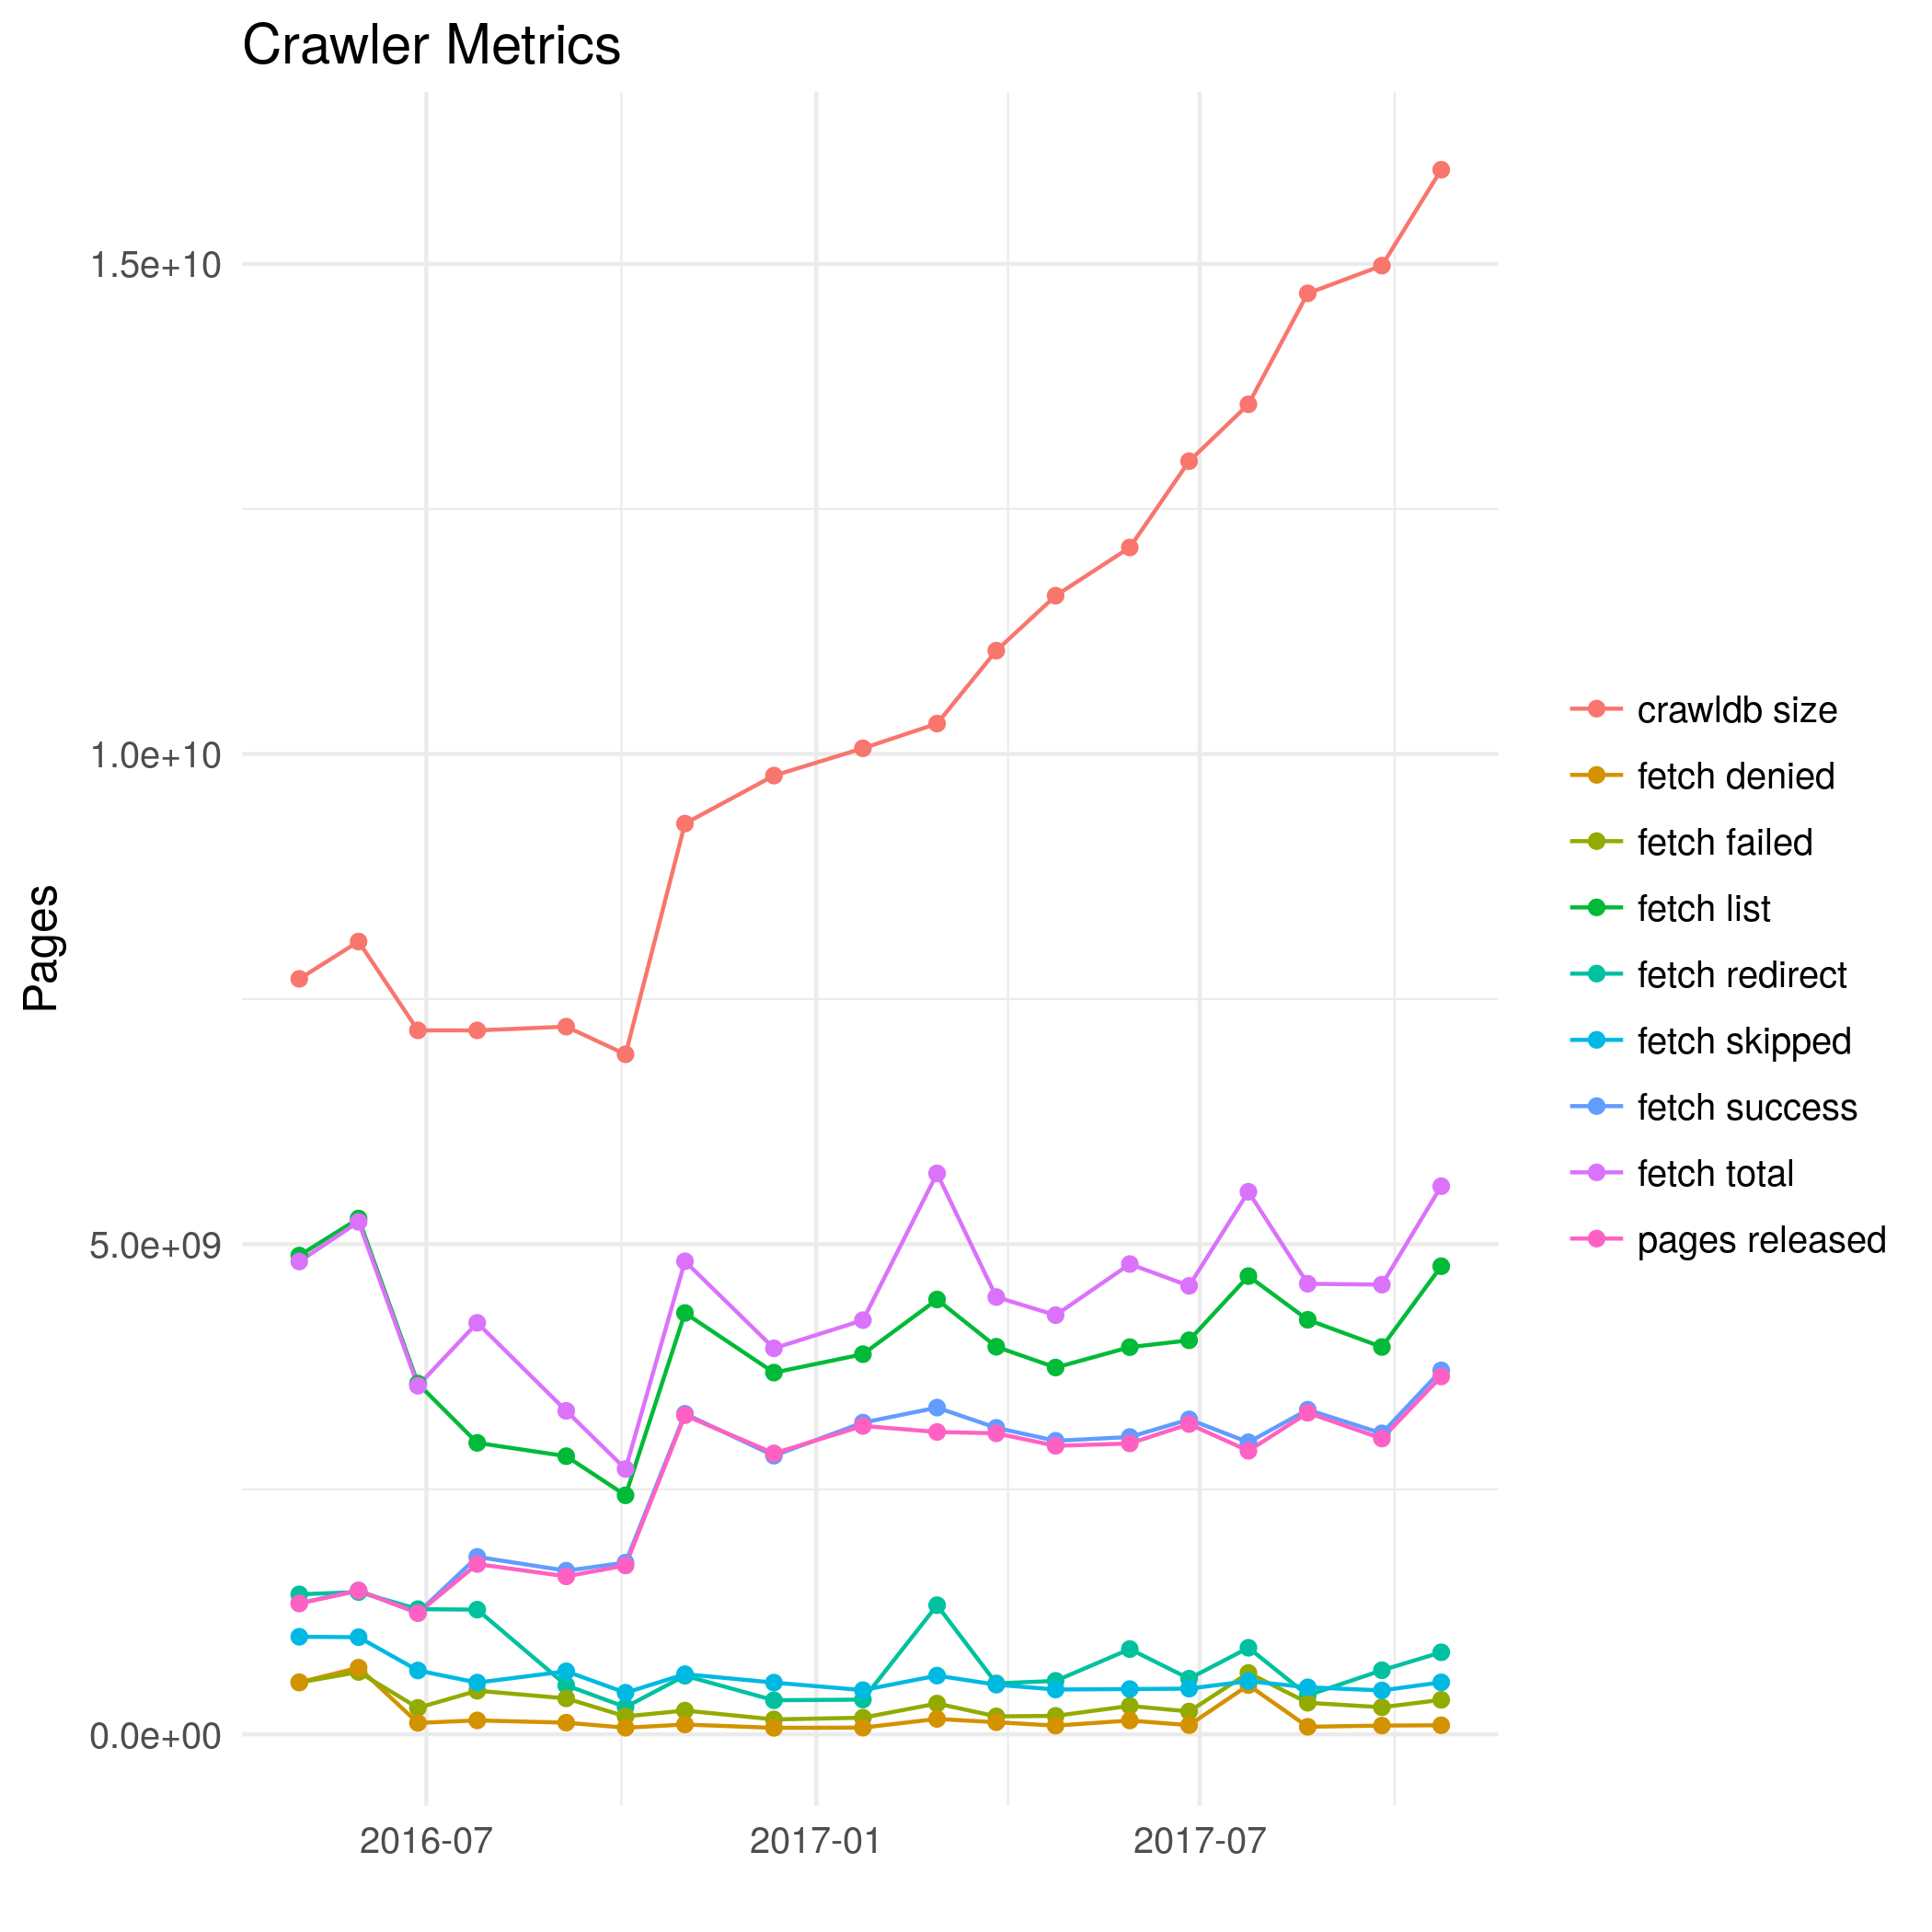 Crawler Metrics
Pages
1.5e+10
1.0e+10
5.0e+09
0.0e+00
2016-07
2017-01
2017-07
crawldb size
fetch denied
fetch failed
fetch list
fetch redirect
fetch skipped
fetch success
fetch total
pages released